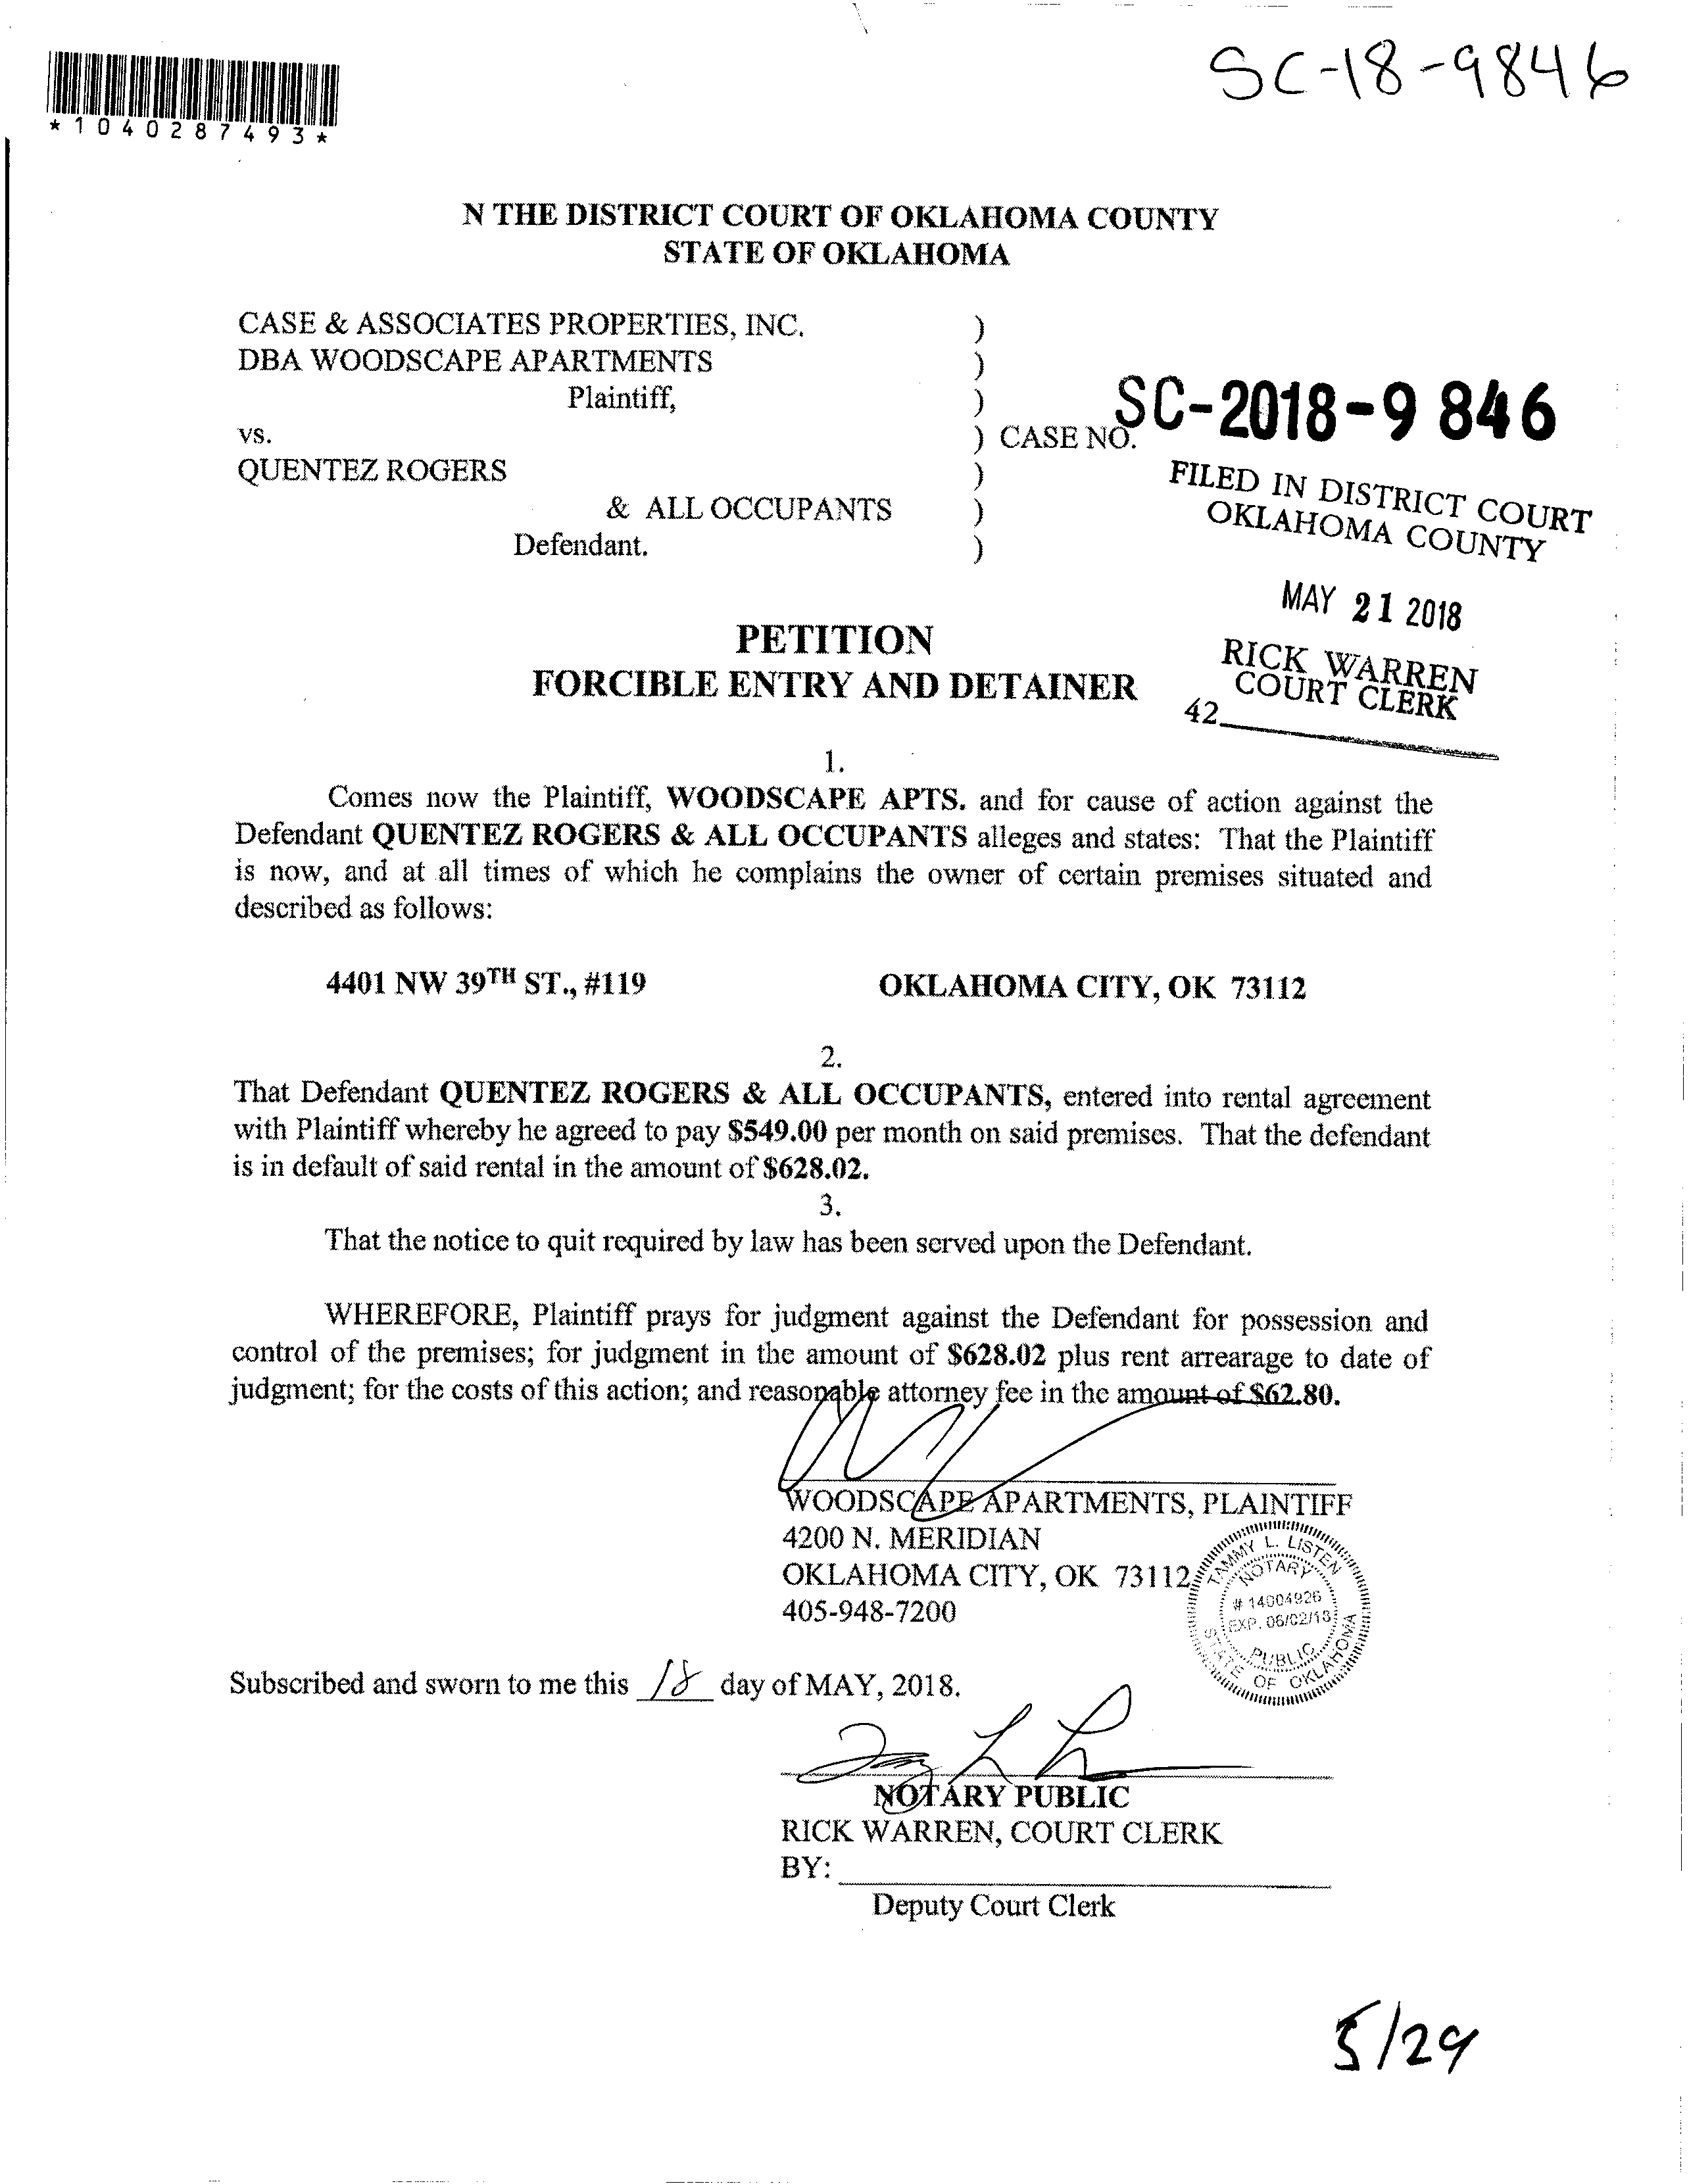 SC-18-9846
*1040287493*
N THE DISTRICT COURT OF OKLAHOMA COUNTY
STATE OF OKLAHOMA
CASE & ASSOCIATES PROPERTIES, INC. )
DBA WOODSCAPE APARTMENTS )
Plaintiff, )
vs. ) CASE NO. SC-2018-9846
QUENTEZ ROGERS )
& ALL OCCUPANTS )
Defendant. )
FILED IN DISTRICT COURT
OKLAHOMA COUNTY
MAY 21 2018
RICK WARREN
COURT CLERK
42
PETITION
FORCIBLE ENTRY AND DETAINER
1.
Comes now the Plaintiff, WOODSCAPE APTS. and for cause of action against the
Defendant QUENTEZ ROGERS & ALL OCCUPANTS alleges and states: That the Plaintiff
is now, and at all times of which he complains the owner of certain premises situated and
described as follows:
4401 NW 39TH ST., #119 OKLAHOMA CITY, OK 73112
2.
That Defendant QUENTEZ ROGERS & ALL OCCUPANTS, entered into rental agreement
with Plaintiff whereby he agreed to pay $549.00 per month on said premises. That the defendant
is in default of said rental in the amount of $628.02.
3.
That the notice to quit required by law has been served upon the Defendant.
WHEREFORE, Plaintiff prays for judgment against the Defendant for possession and
control of the premises; for judgment in the amount of $628.02 plus rent arrearage to date of
judgment; for the costs of this action; and reasonable attorney fee in the amount of $62.80.
WOODSCAPE APARTMENTS, PLAINTIFF
4200 N. MERIDIAN
OKLAHOMA CITY, OK 73112
405-948-7200
TAMMY L. LISTEN
NOTARY
# 14004926
EXP. 06/02/18
PUBLIC
STATE OF OKLAHOMA
Subscribed and sworn to me this 18 day of MAY, 2018.
NOTARY PUBLIC
RICK WARREN, COURT CLERK
BY:
Deputy Court Clerk
5/29